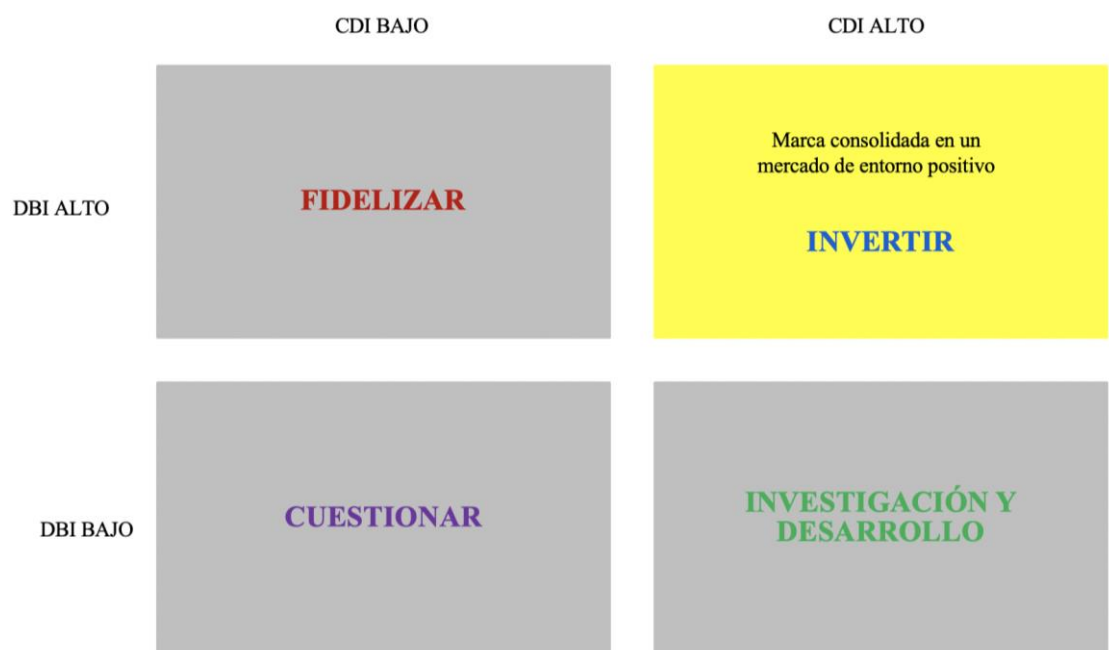 CDI BAJO
CDI ALTO
DBI ALTO
FIDELIZAR
Marca consolidada en un
mercado de entorno positivo
INVERTIR
DBI BAJO
CUESTIONAR
INVESTIGACIÓN Y
DESARROLLO